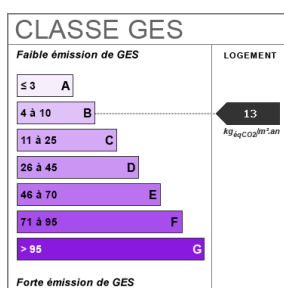 CLASSE GES
Faible émission de GES
LOGEMENT
≤ 3 A
4 à 10 B
13
kgéqCO2/m².an
11 à 25 C
26 à 45 D
46 à 70 E
71 à 95 F
> 95 G
Forte émission de GES